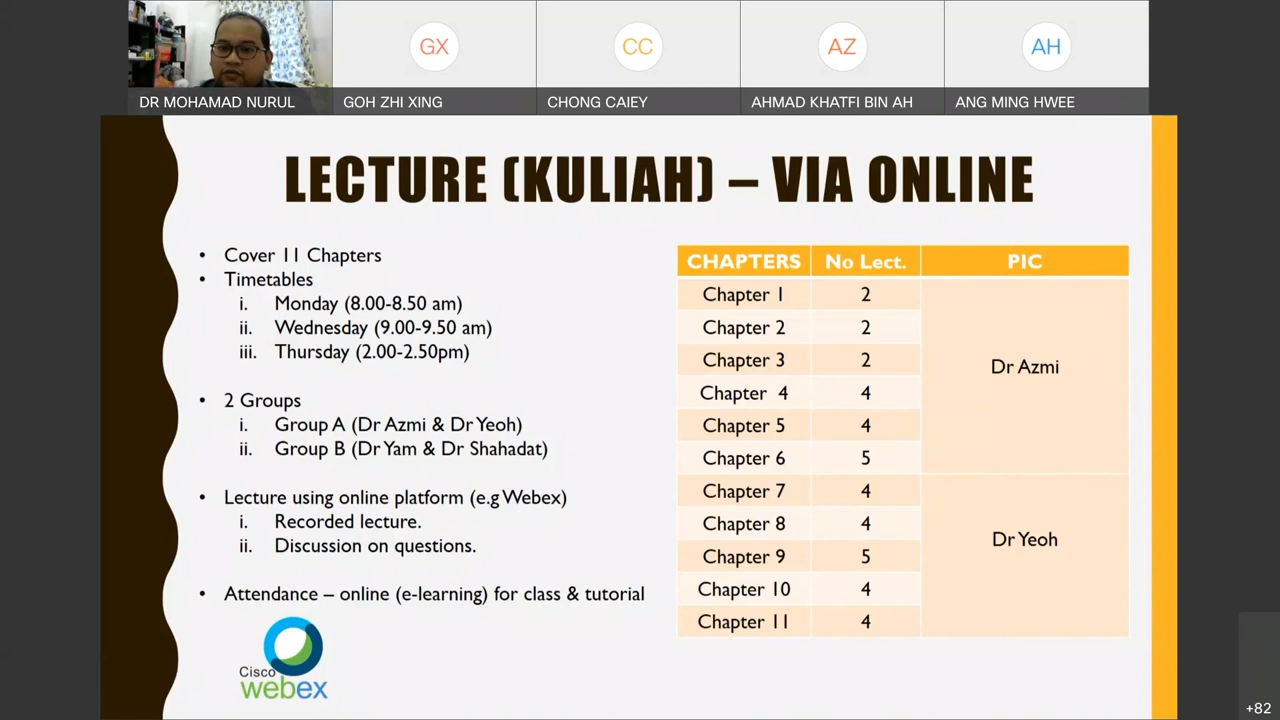 GX
CC
AZ
AH
DR MOHAMAD NURUL
GOH ZHI XING
CHONG CAIEY
AHMAD KHATFI BIN AH
ANG MING HWEE
LECTURE (KULIAH) – VIA ONLINE
• Cover 11 Chapters
• Timetables
i. Monday (8.00-8.50 am)
ii. Wednesday (9.00-9.50 am)
iii. Thursday (2.00-2.50pm)
• 2 Groups
i. Group A (Dr Azmi & Dr Yeoh)
ii. Group B (Dr Yam & Dr Shahadat)
• Lecture using online platform (e.g Webex)
i. Recorded lecture.
ii. Discussion on questions.
• Attendance – online (e-learning) for class & tutorial
Cisco
webex
CHAPTERS No Lect. PIC
Chapter 1 2
Chapter 2 2
Chapter 3 2
Dr Azmi
Chapter 4 4
Chapter 5 4
Chapter 6 5
Chapter 7 4
Chapter 8 4
Dr Yeoh
Chapter 9 5
Chapter 10 4
Chapter 11 4
+82